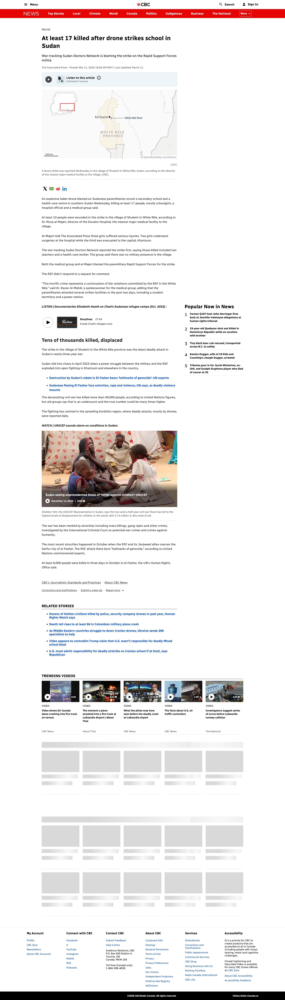 Menu
CBC
Search
Sign In
NEWS
Top Stories
Local
Climate
World
Canada
Politics
Indigenous
Business
The National
More
World
At least 17 killed after drone strikes school in
Sudan
War-tracking Sudan Doctors Network is blaming the strike on the Rapid Support Forces
militia
The Associated Press · Posted: Mar 11, 2026 10:58 AM MDT | Last Updated: March 11
Listen to this article
Estimated 3 minutes
SUDAN
Ed Dueim
White Nile River
WHITE NILE
PROVINCE
100 km
© OpenStreetMap contributors
(CBC)
A drone strike was reported Wednesday in the village of Shukeiri in White Nile, Sudan, according to the director
of the closest major medical facility to the village. (CBC)
An explosive-laden drone blamed on Sudanese paramilitaries struck a secondary school and a
health-care centre in southern Sudan Wednesday, killing at least 17 people, mostly schoolgirls, a
hospital official and a medical group said.
At least 10 people were wounded in the strike in the village of Shukeiri in White Nile, according to
Dr. Musa al-Majeri, director of the Douiem Hospital, the nearest major medical facility to the
village.
Al-Majeri told The Associated Press three girls suffered serious injuries. Two girls underwent
surgeries at the hospital while the third was evacuated to the capital, Khartoum.
The war-tracking Sudan Doctors Network reported the strike first, saying those killed included two
teachers and a health-care worker. The group said there was no military presence in the village.
Both the medical group and al-Majeri blamed the paramilitary Rapid Support Forces for the strike.
The RSF didn't respond to a request for comment.
"This horrific crime represents a continuation of the violations committed by the RSF in the White
Nile," said Dr. Razan Al-Mahdi, a spokeswoman for the medical group, adding that the
paramilitaries attacked several civilian facilities in the past two days, including a student
dormitory and a power station.
LISTEN | Documentarian Elizabeth Hoath on Chad's Sudanese refugee camps (Oct. 2025) :
Storylines
Storylines 27:44
Inside Chad's refugee crisis
Popular Now in News
1 Former Q107 host John Derringer fires
back at Jennifer Valentyne allegations at
human rights tribunal
2 19-year-old Quebecer shot and killed in
Dominican Republic while on vacation
with brother
3 Tiny black bear cub rescued, transported
across B.C. to safety
4 Kendra Duggar, wife of 19 Kids and
Counting's Joseph Duggar, arrested
5 Tributes pour in for Jacob Winterton, ex-
OHL and Guelph Gryphons player who died
of cancer at 25
Tens of thousands killed, displaced
The strike in the village of Shukeiri in the White Nile province was the latest deadly attack in
Sudan's nearly three-year war.
Sudan slid into chaos in April 2023 when a power struggle between the military and the RSF
exploded into open fighting in Khartoum and elsewhere in the country.
• Destruction by Sudan's rebels in El Fasher bears 'hallmarks of genocide': UN experts
• Sudanese fleeing El Fasher face extortion, rape and violence, UN says, as deadly violence
mounts
The devastating civil war has killed more than 40,000 people, according to United Nations figures,
but aid groups say that is an undercount and the true number could be many times higher.
The fighting has centred in the sprawling Kordofan region, where deadly attacks, mostly by drones,
were reported daily.
WATCH | UNICEF sounds alarm on conditions in Sudan:
Sudan seeing unprecedented levels of 'terror against children': UNICEF
December 11, 2025 | 2:09
Sheldon Yett, the UNICEF Representative in Sudan, says the two-and-a-half-year civil war there has led to the
highest levels of displacement for children in the world, with 17.3 million in dire need of aid.
The war has been marked by atrocities including mass killings, gang rapes and other crimes,
investigated by the International Criminal Court as potential war crimes and crimes against
humanity.
The most recent atrocities happened in October when the RSF and its Janjweed allies overran the
Darfur city of el-Fasher. The RSF attack there bore "hallmarks of genocide," according to United
Nations-commissioned experts.
At least 6,000 people were killed in three days in October in el-Fasher, the UN's Human Rights
Office said.
CBC's Journalistic Standards and Practices · About CBC News
Corrections and clarifications · Submit a news tip · Report error
RELATED STORIES
• Dozens of Haitian civilians killed by police, security company drones in past year, Human
Rights Watch says
• Death toll rises to at least 66 in Colombian military plane crash
• As Middle Eastern countries struggle to down Iranian drones, Ukraine sends 200
specialists to help
• Video appears to contradict Trump claim that U.S. wasn't responsible for deadly Minab
school blast
• U.S. must admit responsibility for deadly airstrike on Iranian school if at fault, says
Republican
TRENDING VIDEOS
0:20
VIDEO
Video shows Air Canada
plane crashing into fire truck
on tarmac
CBC News
'I messed up'
8:32
VIDEO
The moment a plane
smashed into a fire truck at
LaGuardia Airport | About
That
About That
11:53
VIDEO
What the pilots may have
seen before the deadly crash
at LaGuardia airport
CBC News
1:05
VIDEO
The facts about U.S. air
traffic controllers
CBC News
CANADA
4:00
VIDEO
Investigators suggest series
of errors before LaGuardia
runway collision
The National
My Account
Profile
CBC Gem
Newsletters
About CBC Accounts
Connect with CBC
Facebook
X
YouTube
Instagram
Mobile
RSS
Podcasts
Contact CBC
Submit Feedback
Help Centre
Audience Relations, CBC
P.O. Box 500 Station A
Toronto, ON
Canada, M5W 1E6
Toll-free (Canada only):
1-866-306-4636
About CBC
Corporate Info
Sitemap
Reuse & Permission
Terms of Use
Privacy
Privacy Preferences
Jobs
Our Unions
Independent Producers
Political Ads Registry
AdChoices
Services
Ombudsman
Corrections and
Clarifications
Public Appearances
Commercial Services
CBC Shop
Doing Business with Us
Renting Facilities
Radio Canada International
CBC Lite
Accessibility
It is a priority for CBC to
create products that are
accessible to all in Canada
including people with visual,
hearing, motor and cognitive
challenges.
Closed Captioning and
Described Video is available
for many CBC shows offered
on CBC Gem.
About CBC Accessibility
Accessibility Feedback
©2026 CBC/Radio-Canada. All rights reserved.
Visitez Radio-Canada.ca